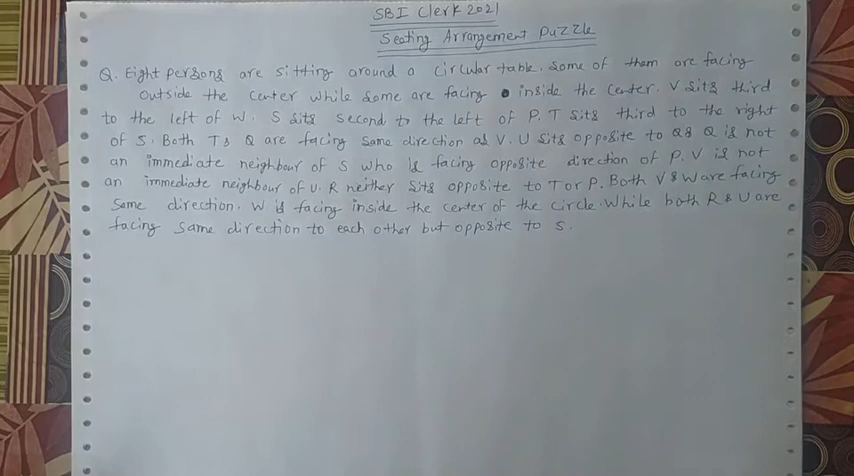 SBI Clerk 2021
Seating Arrangement Puzzle
Q. Eight persons are sitting around a circular table. Some of them are facing
outside the center while some are facing inside the center. V sits third
to the left of W. S sits second to the left of P. T sits third to the right
of S. Both T & Q are facing same direction as V. U sits opposite to Q & Q is not
an immediate neighbour of S who is facing opposite direction of P. V is not
an immediate neighbour of U. R neither sits opposite to T or P. Both V & W are facing
same direction. W is facing inside the center of the circle. While both R & U are
facing same direction to each other but opposite to S.